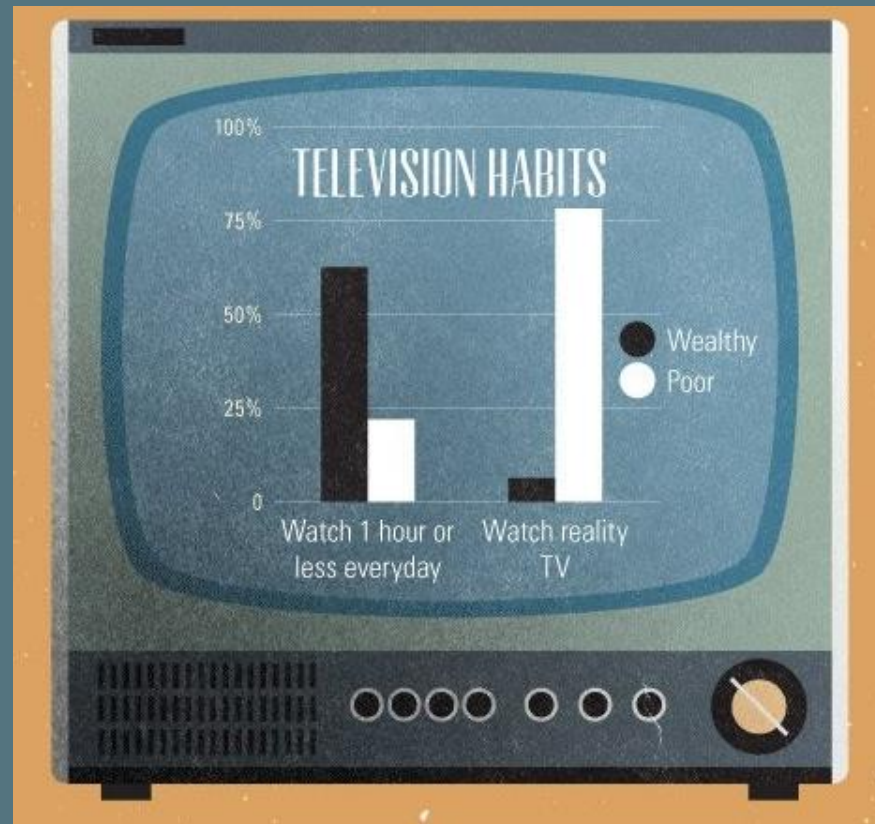 100%
TELEVISION HABITS
75%
50%
Wealthy
Poor
25%
0
Watch 1 hour or
less everyday
Watch reality
TV